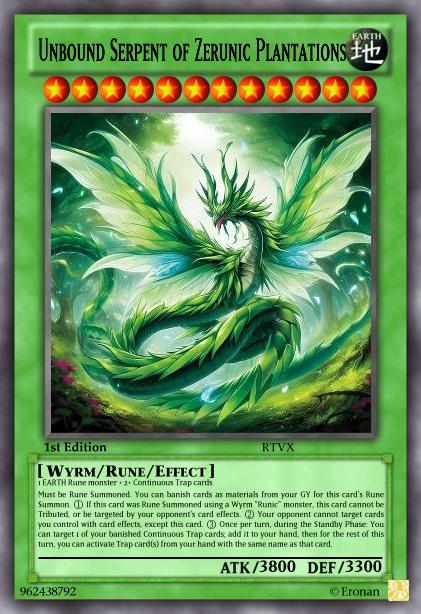 Unbound Serpent of Zerunic Plantations
EARTH
地
1st Edition
RTVX
[ Wyrm/Rune/Effect ]
1 EARTH Rune monster + 2+ Continuous Trap cards
Must be Rune Summoned. You can banish cards as materials from your GY for this card's Rune
Summon. ① If this card was Rune Summoned using a Wyrm "Runic" monster, this card cannot be
Tributed, or be targeted by your opponent's card effects. ② Your opponent cannot target cards
you control with card effects, except this card. ③ Once per turn, during the Standby Phase: You
can target 1 of your banished Continuous Trap cards; add it to your hand, then for the rest of this
turn, you can activate Trap card(s) from your hand with the same name as that card.
ATK/3800 DEF/3300
962438792
© Eronan